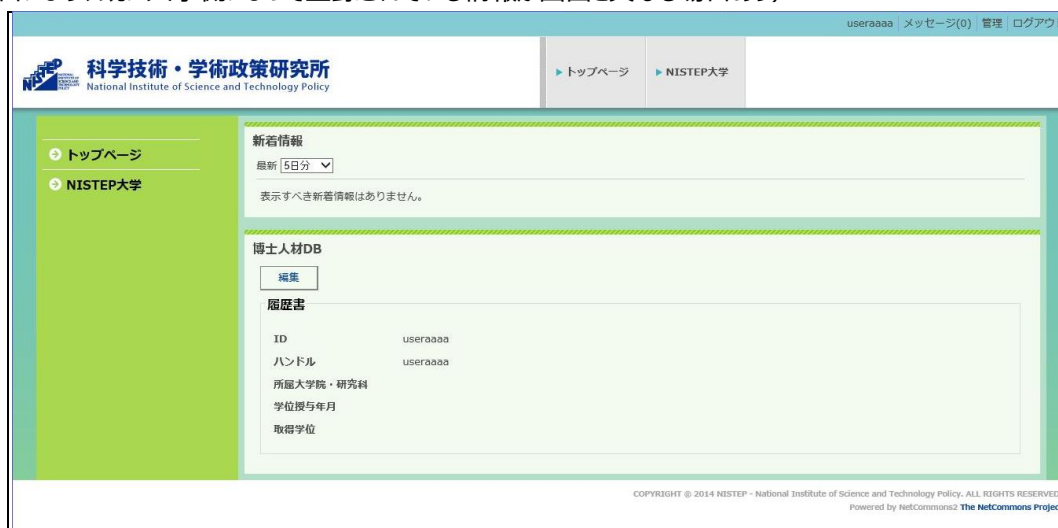 useraaaa メッセージ(0) 管理 ログアウ
NISTEP
科学技術・学術政策研究所
National Institute of Science and Technology Policy
トップページ
NISTEP大学
トップページ
NISTEP大学
新着情報
最新 5日分
表示すべき新着情報はありません。
博士人材DB
編集
履歴書
ID useraaaa
ハンドル useraaaa
所属大学院・研究科
学位授与年月
取得学位
COPYRIGHT © 2014 NISTEP - National Institute of Science and Technology Policy. ALL RIGHTS RESERVED
Powered by NetCommons2 The NetCommons Projec